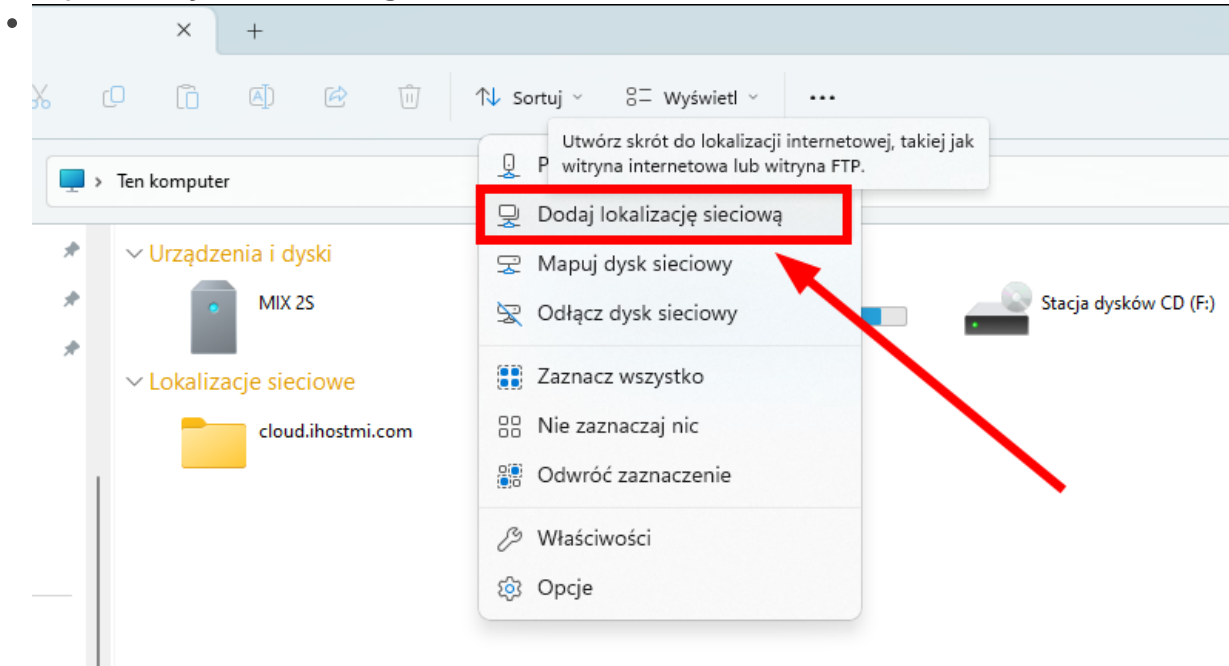 Sortuj
Wyświetl
Utwórz skrót do lokalizacji internetowej, takiej jak
witryna internetowa lub witryna FTP.
Ten komputer
Dodaj lokalizację sieciową
Mapuj dysk sieciowy
Odłącz dysk sieciowy
Zaznacz wszystko
Nie zaznaczaj nic
Odwróć zaznaczenie
Właściwości
Opcje
Urządzenia i dyski
MIX 2S
Stacja dysków CD (F:)
Lokalizacje sieciowe
cloud.ihostmi.com